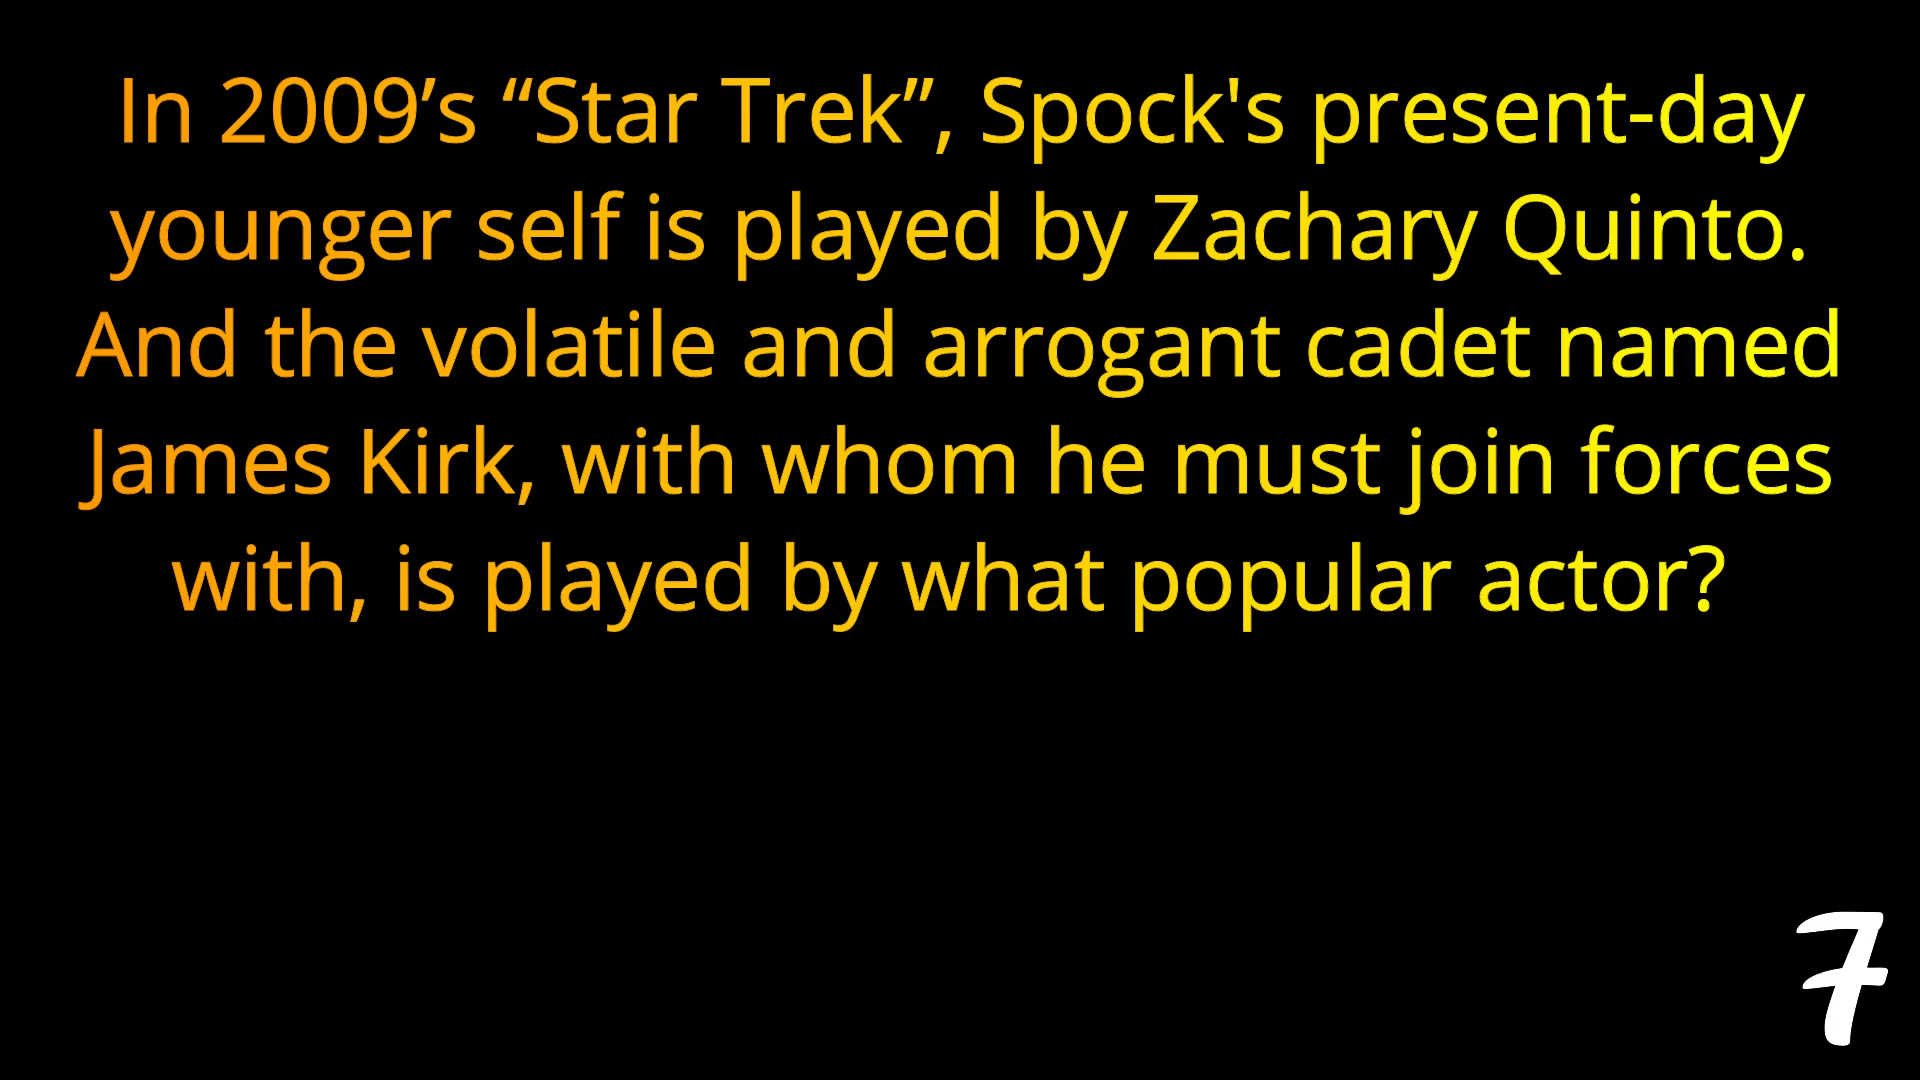 In 2009’s “Star Trek”, Spock's present-day
younger self is played by Zachary Quinto.
And the volatile and arrogant cadet named
James Kirk, with whom he must join forces
with, is played by what popular actor?
7